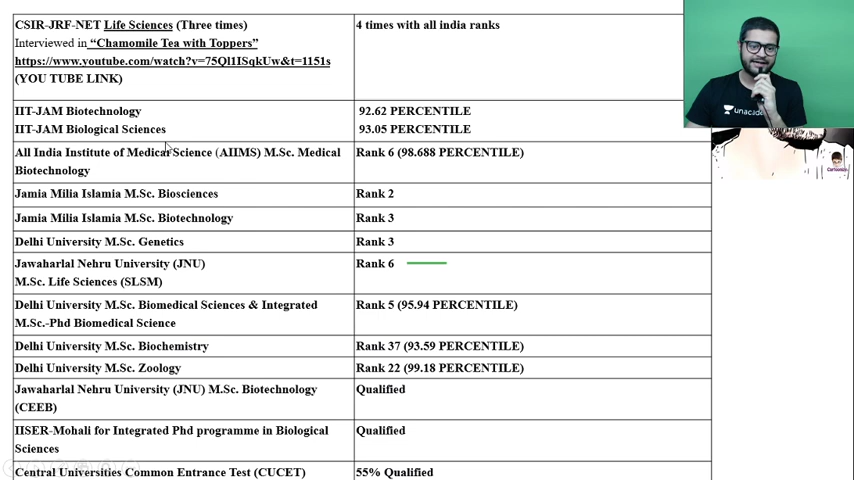 CSIR-JRF-NET Life Sciences (Three times)
Interviewed in “Chamomile Tea with Toppers”
https://www.youtube.com/watch?v=75Ql1ISqkUw&t=1151s
(YOU TUBE LINK)
4 times with all india ranks
IIT-JAM Biotechnology
IIT-JAM Biological Sciences
92.62 PERCENTILE
93.05 PERCENTILE
All India Institute of Medical Science (AIIMS) M.Sc. Medical
Biotechnology
Rank 6 (98.688 PERCENTILE)
Jamia Milia Islamia M.Sc. Biosciences
Rank 2
Jamia Milia Islamia M.Sc. Biotechnology
Rank 3
Delhi University M.Sc. Genetics
Rank 3
Jawaharlal Nehru University (JNU)
M.Sc. Life Sciences (SLSM)
Rank 6
Delhi University M.Sc. Biomedical Sciences & Integrated
M.Sc.-Phd Biomedical Science
Rank 5 (95.94 PERCENTILE)
Delhi University M.Sc. Biochemistry
Rank 37 (93.59 PERCENTILE)
Delhi University M.Sc. Zoology
Rank 22 (99.18 PERCENTILE)
Jawaharlal Nehru University (JNU) M.Sc. Biotechnology
(CEEB)
Qualified
IISER-Mohali for Integrated Phd programme in Biological
Sciences
Qualified
Central Universities Common Entrance Test (CUCET)
55% Qualified